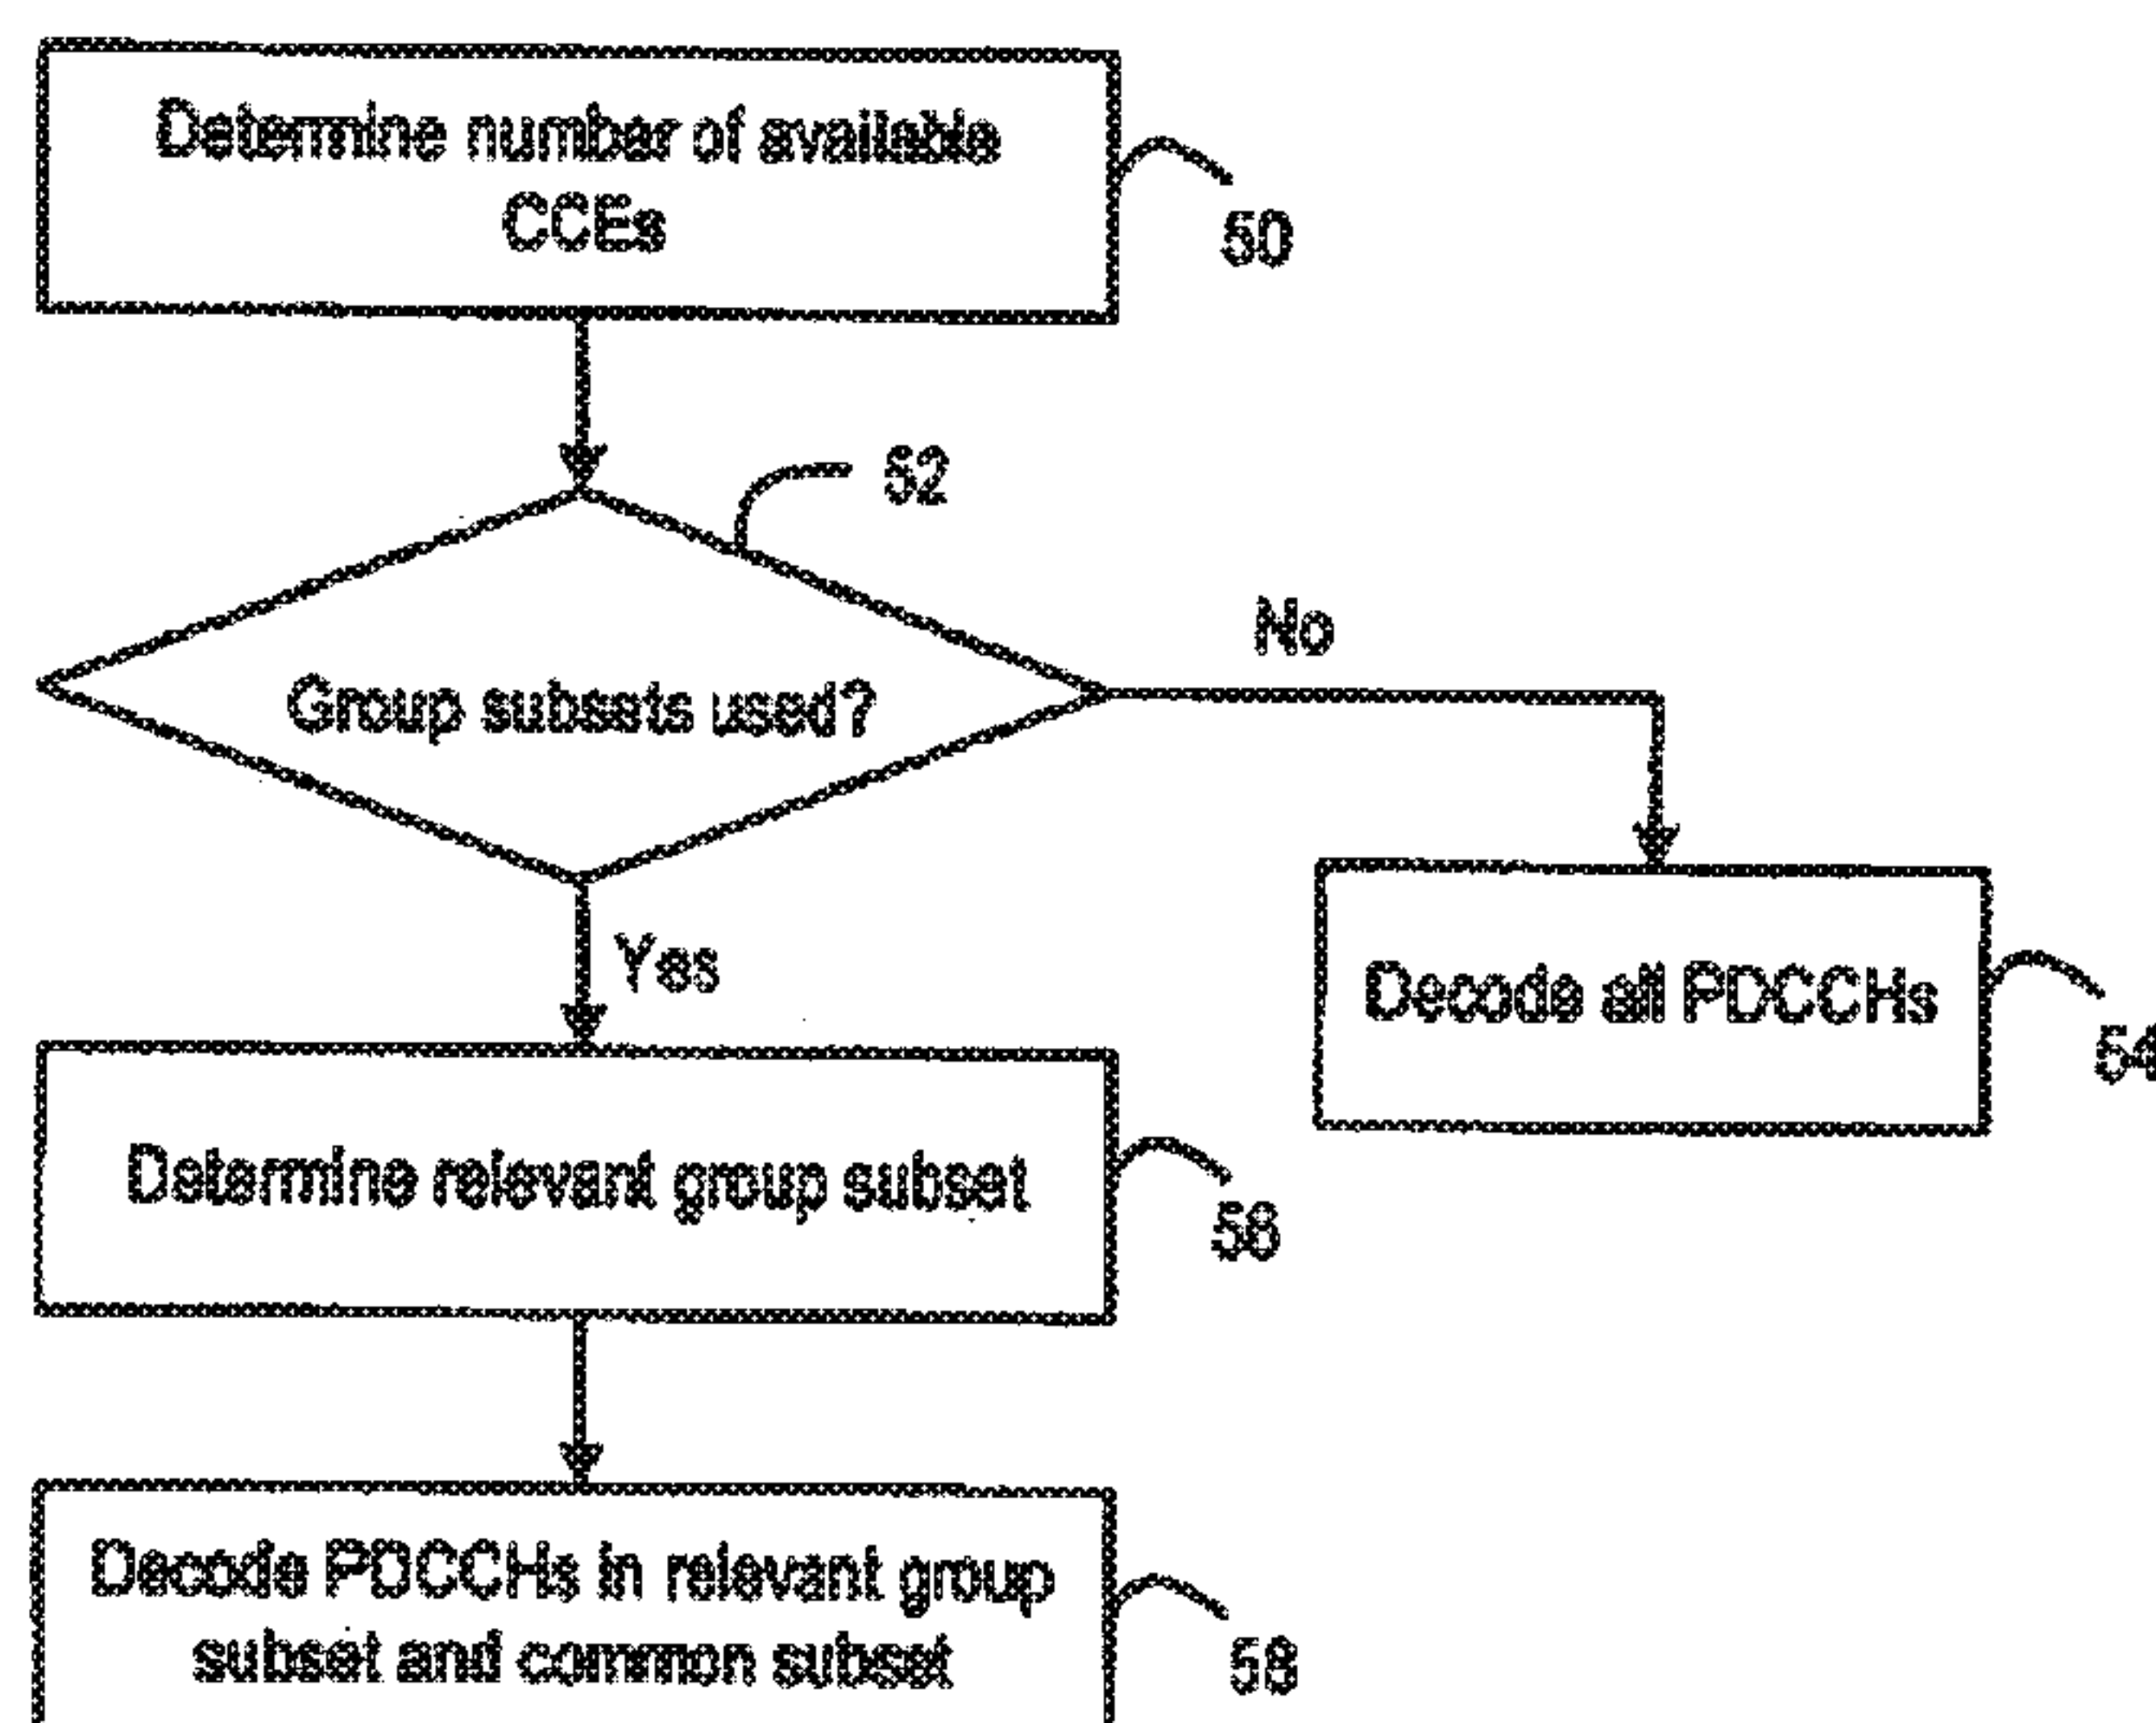 Determine number of available
CCEs
50
52
Group subsets used?
No
Yes
Decode all PDCCHs
54
Determine relevant group subset
Decode PDCCHs in relevant group
subset and common subset
58